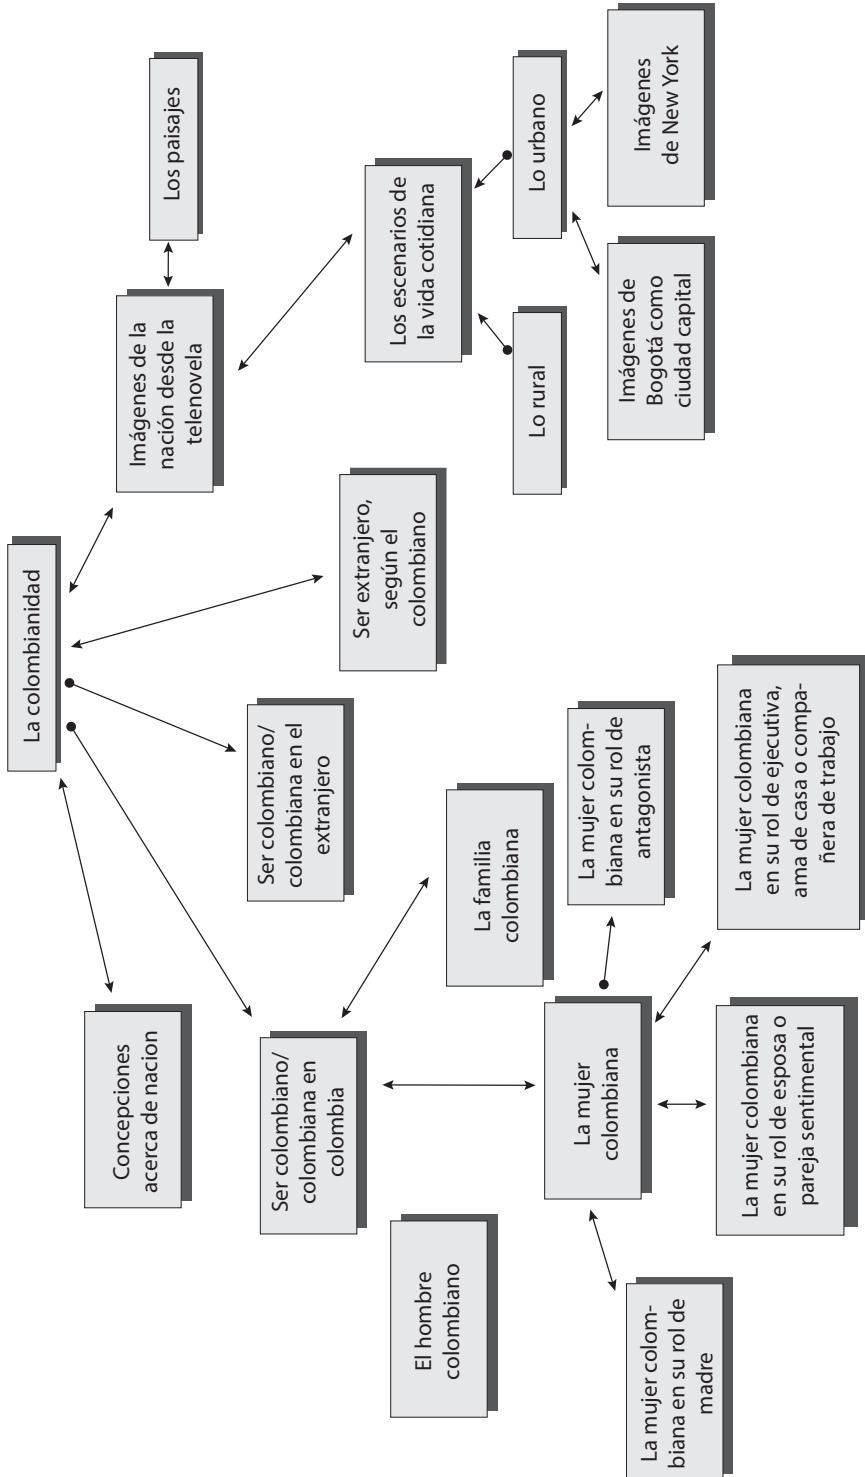 La colombianidad
Concepciones
acerca de nacion
Imágenes de la
nación desde la
telenovela
Los paisajes
Ser colombiano/
colombiana en
colombia
Ser colombiano/
colombiana en el
extranjero
Ser extranjero,
según el
colombiano
Los escenarios de
la vida cotidiana
El hombre
colombiano
La familia
colombiana
Lo rural
Lo urbano
La mujer
colombiana
La mujer colom-
biana en su rol de
antagonista
Imágenes de
Bogotá como
ciudad capital
Imágenes
de New York
La mujer colom-
biana en su rol de
madre
La mujer colombiana
en su rol de esposa o
pareja sentimental
La mujer colombiana
en su rol de ejecutiva,
ama de casa o compa-
ñera de trabajo